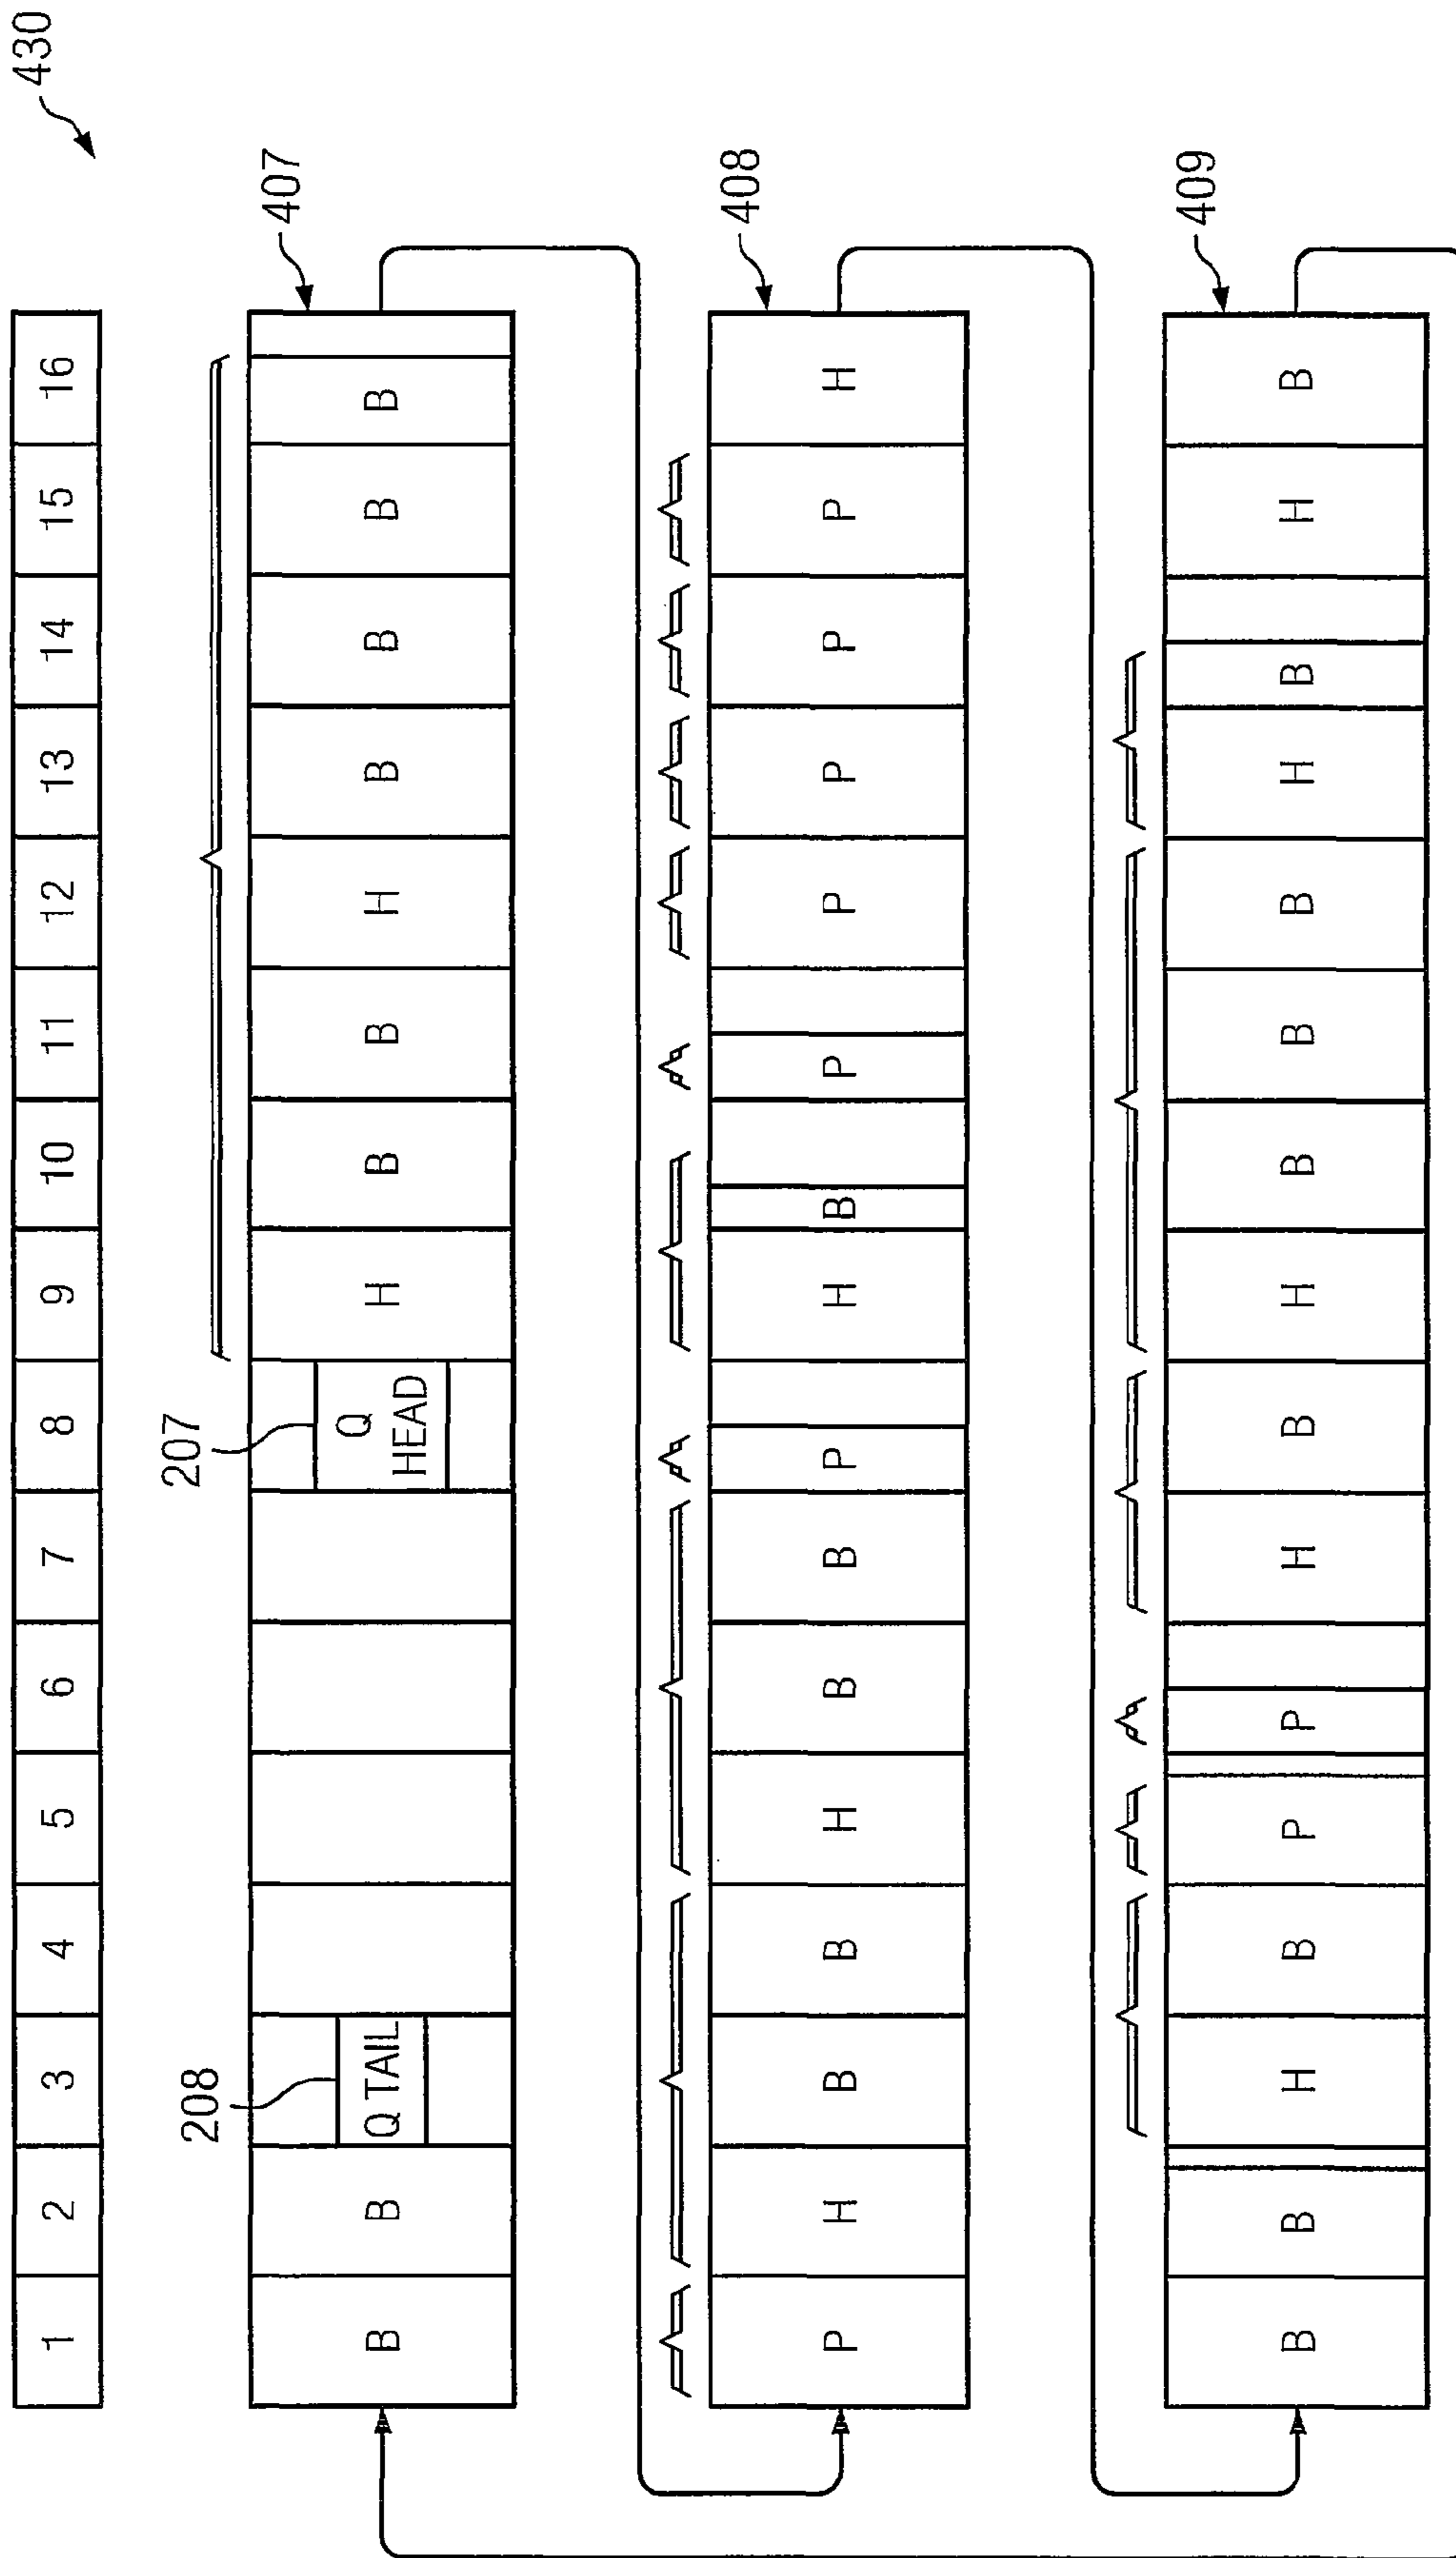 430
1 2 3 4 5 6 7 8 9 10 11 12 13 14 15 16
407
207
208
B B Q TAIL Q HEAD H B B H B B B B
408
P H B B H B B P H B P P P P P H
409
B B H B P P H B H B B B H B H B